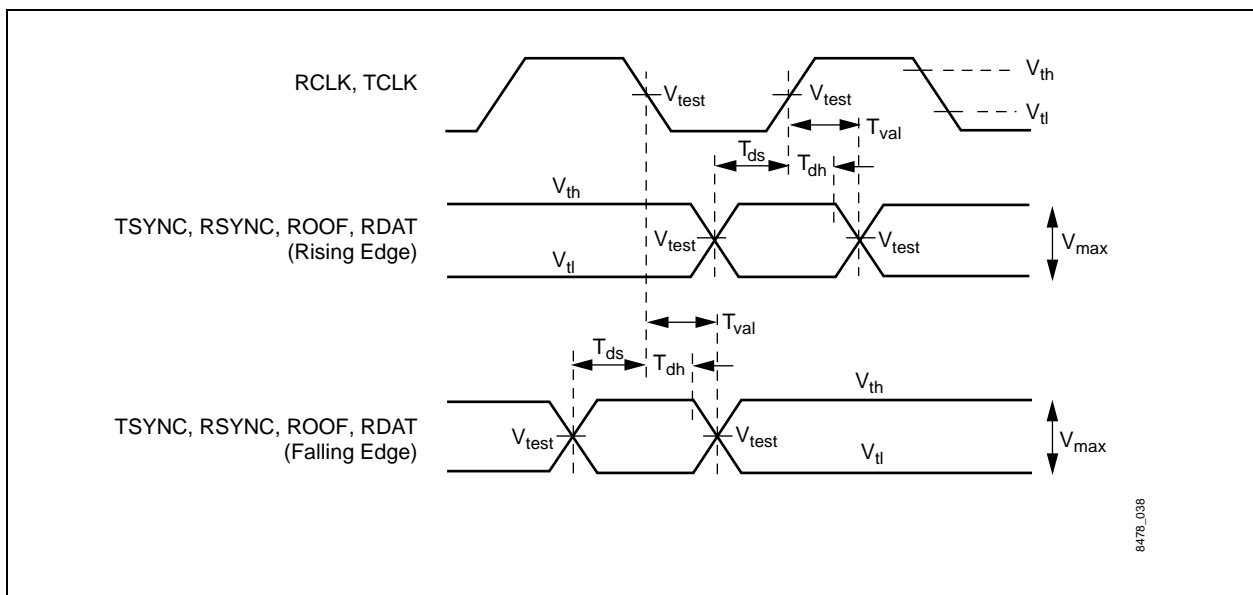 RCLK, TCLK
Vth
Vtest
Vtest
Vtl
Tval
Tds
Tdh
Vth
TSYNC, RSYNC, ROOF, RDAT
(Rising Edge)
Vtest
Vtest
Vmax
Vtl
Tval
Tds
Tdh
Vth
TSYNC, RSYNC, ROOF, RDAT
(Falling Edge)
Vtest
Vtest
Vmax
Vtl
8478_038